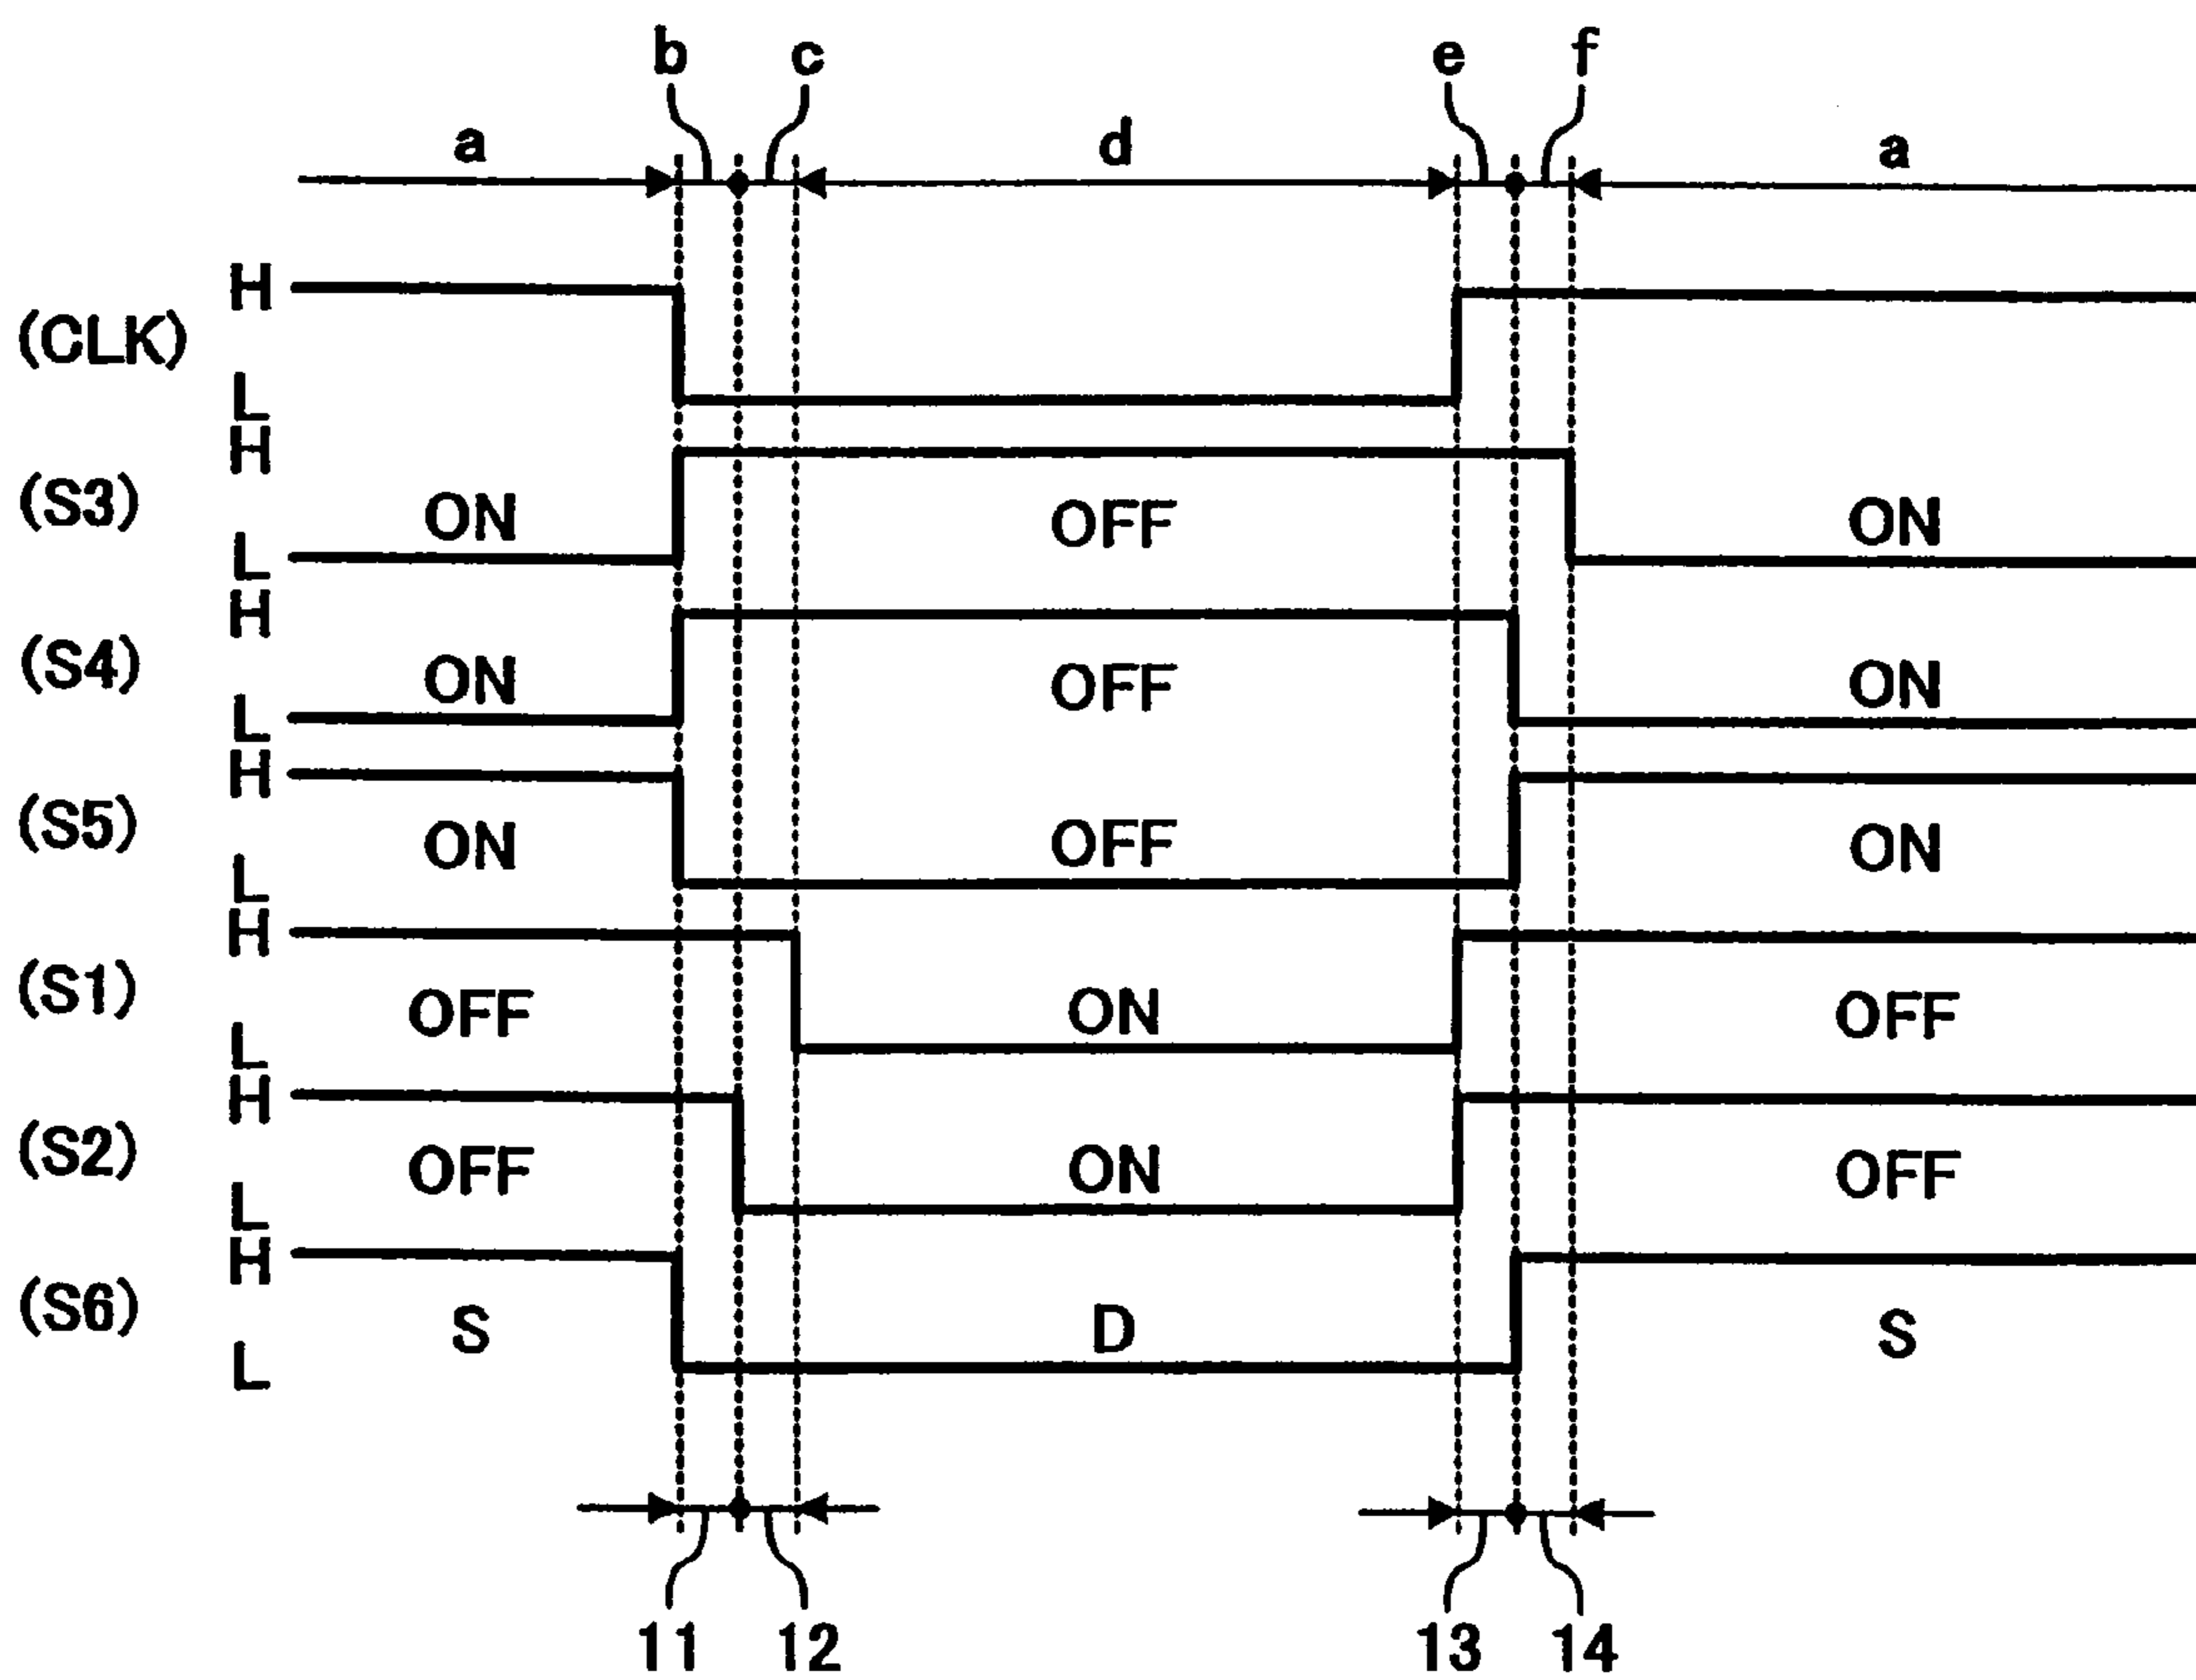 b c e f
a d a
H
(CLK)
L
H
(S3) ON OFF ON
L
H
(S4) ON OFF ON
L
H
(S5) ON OFF ON
L
H
(S1) OFF ON OFF
L
H
(S2) OFF ON OFF
L
H
(S6) S D S
L
11 12 13 14